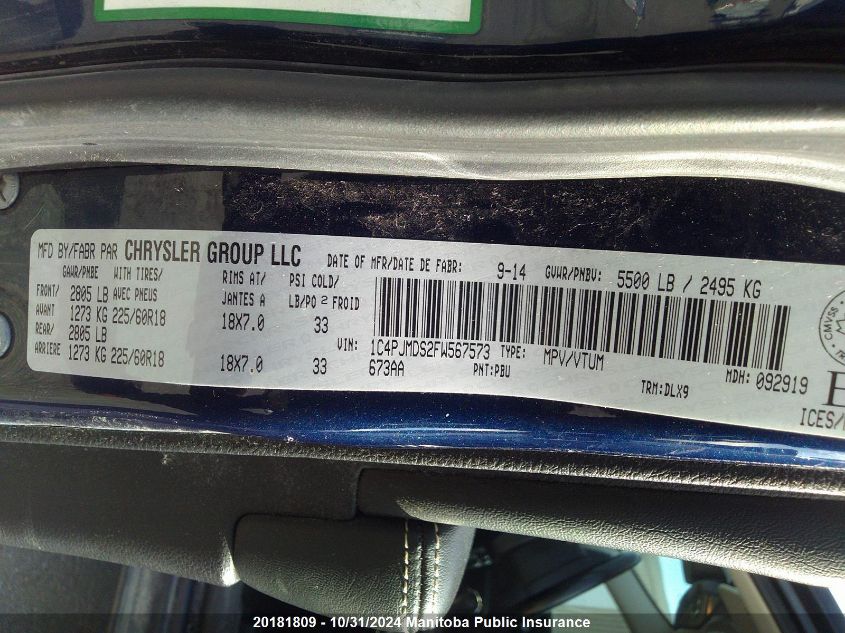 MFD BY/FABR PAR CHRYSLER GROUP LLC DATE OF MFR/DATE DE FABR: 9-14 GVWR/PNBV: 5500 LB / 2495 KG
GAWR/PNBE WITH TIRES/ RIMS AT/ PSI COLD/
FRONT/ 2805 LB AVEC PNEUS JANTES A LB/PO 2 FROID
AVANT 1273 KG 225/60R18 18X7.0 33
REAR/ 2805 LB
ARRIERE 1273 KG 225/60R18 18X7.0 33
VIN: 1C4PJMDS2FW567573 TYPE: MPV/VTUM MDH: 092919
673AA PNT:PBU TRM:DLX9
CMVSS
ICES/
20181809 - 10/31/2024 Manitoba Public Insurance